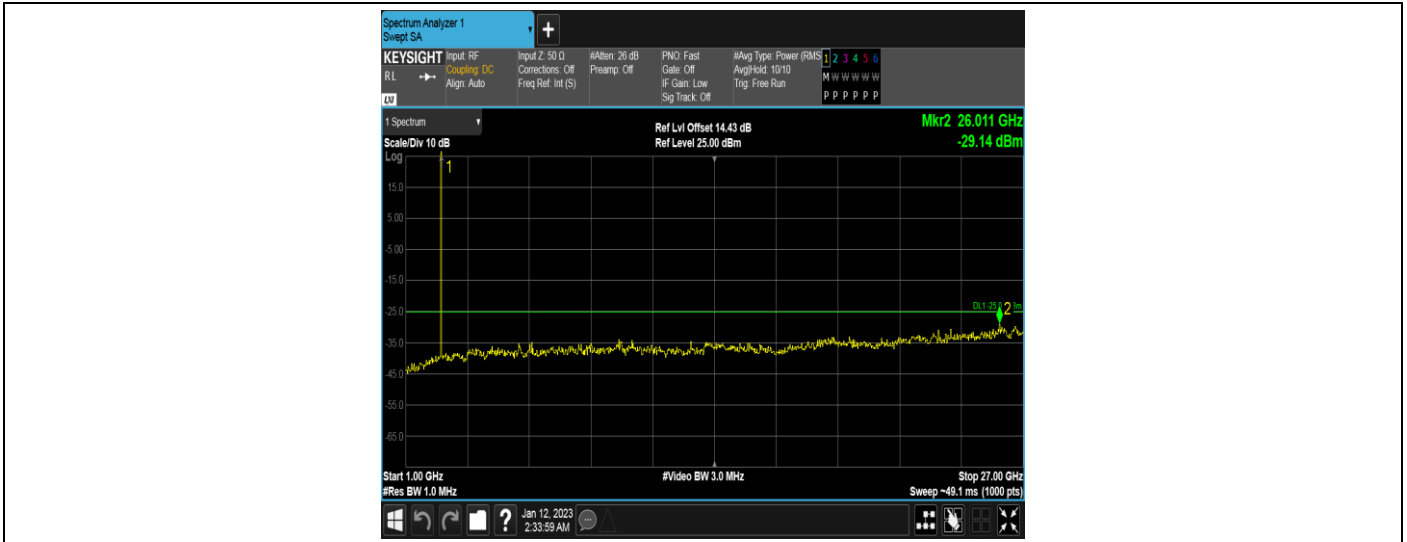 Spectrum Analyzer 1
Swept SA
+
KEYSIGHT
RL
LXI
Input: RF
Coupling: DC
Align: Auto
Input Z: 50 Ω
Corrections: Off
Freq Ref: Int (S)
#Atten: 26 dB
Preamp: Off
PNO: Fast
Gate: Off
IF Gain: Low
Sig Track: Off
#Avg Type: Power (RMS
Avg|Hold: 10/10
Trig: Free Run
1 2 3 4 5 6
M W W W W W
P P P P P P
1 Spectrum
Scale/Div 10 dB
Ref Lvl Offset 14.43 dB
Ref Level 25.00 dBm
Mkr2 26.011 GHz
-29.14 dBm
Log
1
15.0
5.00
-5.00
-15.0
-25.0
DL1 -25.0
2
-35.0
-45.0
-55.0
-65.0
Start 1.00 GHz
#Res BW 1.0 MHz
#Video BW 3.0 MHz
Stop 27.00 GHz
Sweep ~49.1 ms (1000 pts)
?
Jan 12, 2023
2:33:59 AM